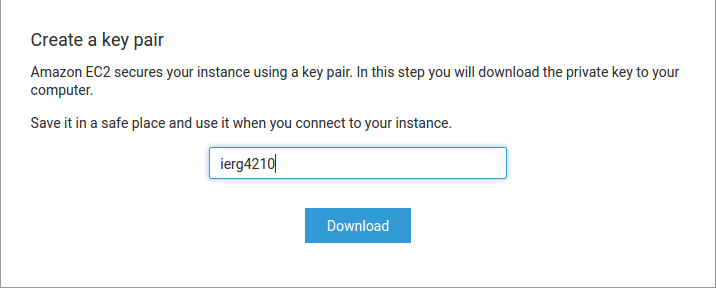 Create a key pair
Amazon EC2 secures your instance using a key pair. In this step you will download the private key to your
computer.
Save it in a safe place and use it when you connect to your instance.
ierg4210
Download